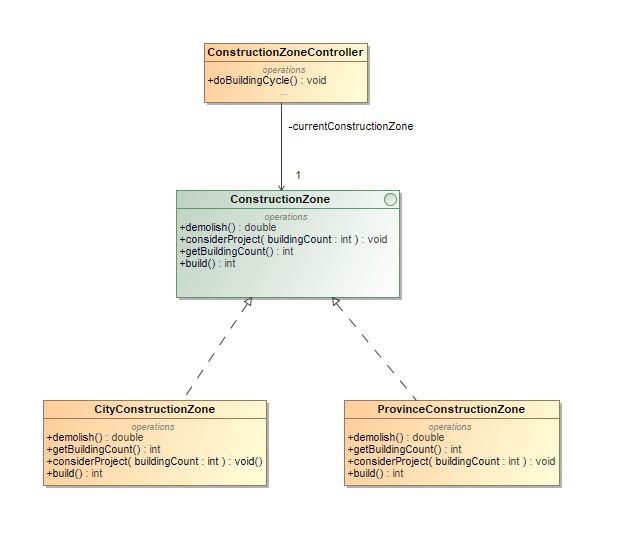 ConstructionZoneController
operations
+doBuildingCycle() : void
...
-currentConstructionZone
1
ConstructionZone
operations
+demolish() : double
+considerProject( buildingCount : int ) : void
+getBuildingCount() : int
+build() : int
CityConstructionZone
operations
+demolish() : double
+getBuildingCount() : int
+considerProject( buildingCount : int ) : void()
+build() : int
ProvinceConstructionZone
operations
+demolish() : double
+getBuildingCount() : int
+considerProject( buildingCount : int ) : void
+build() : int